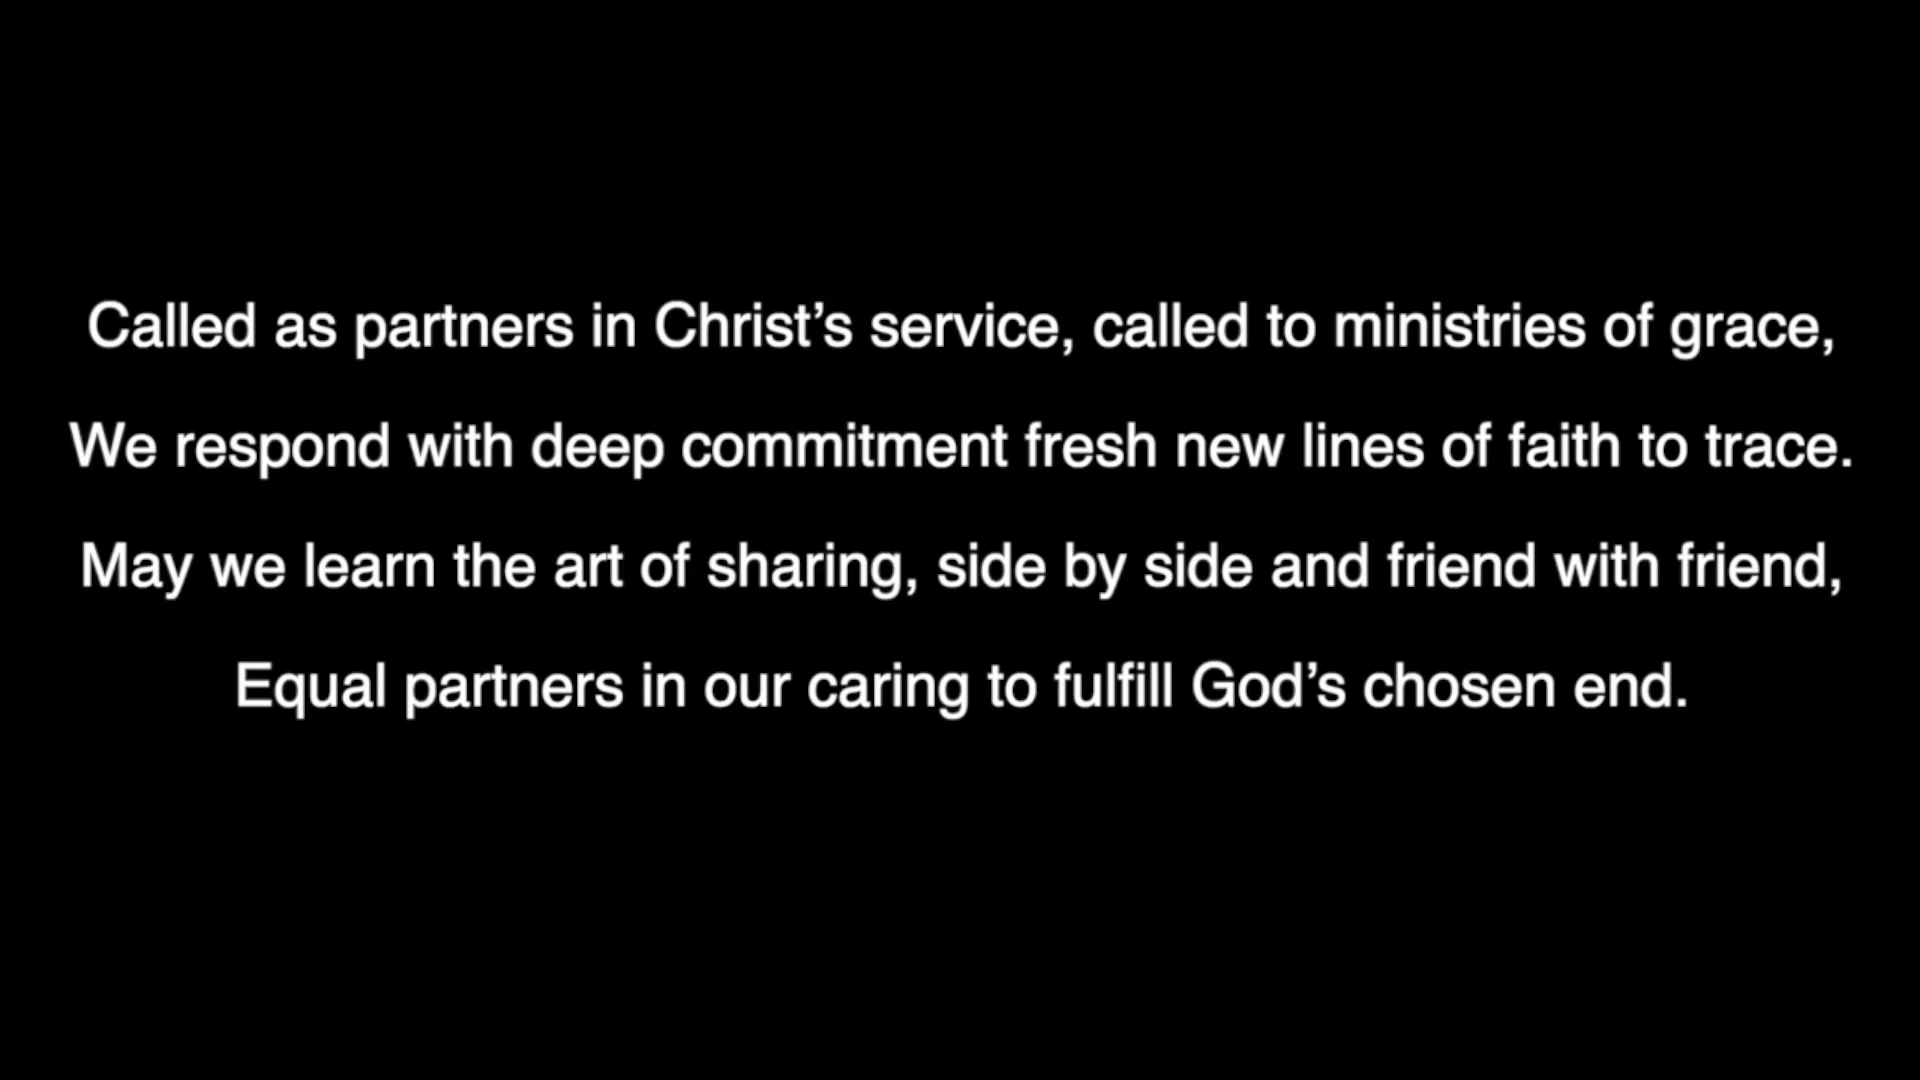 Called as partners in Christ’s service, called to ministries of grace,
We respond with deep commitment fresh new lines of faith to trace.
May we learn the art of sharing, side by side and friend with friend,
Equal partners in our caring to fulfill God’s chosen end.